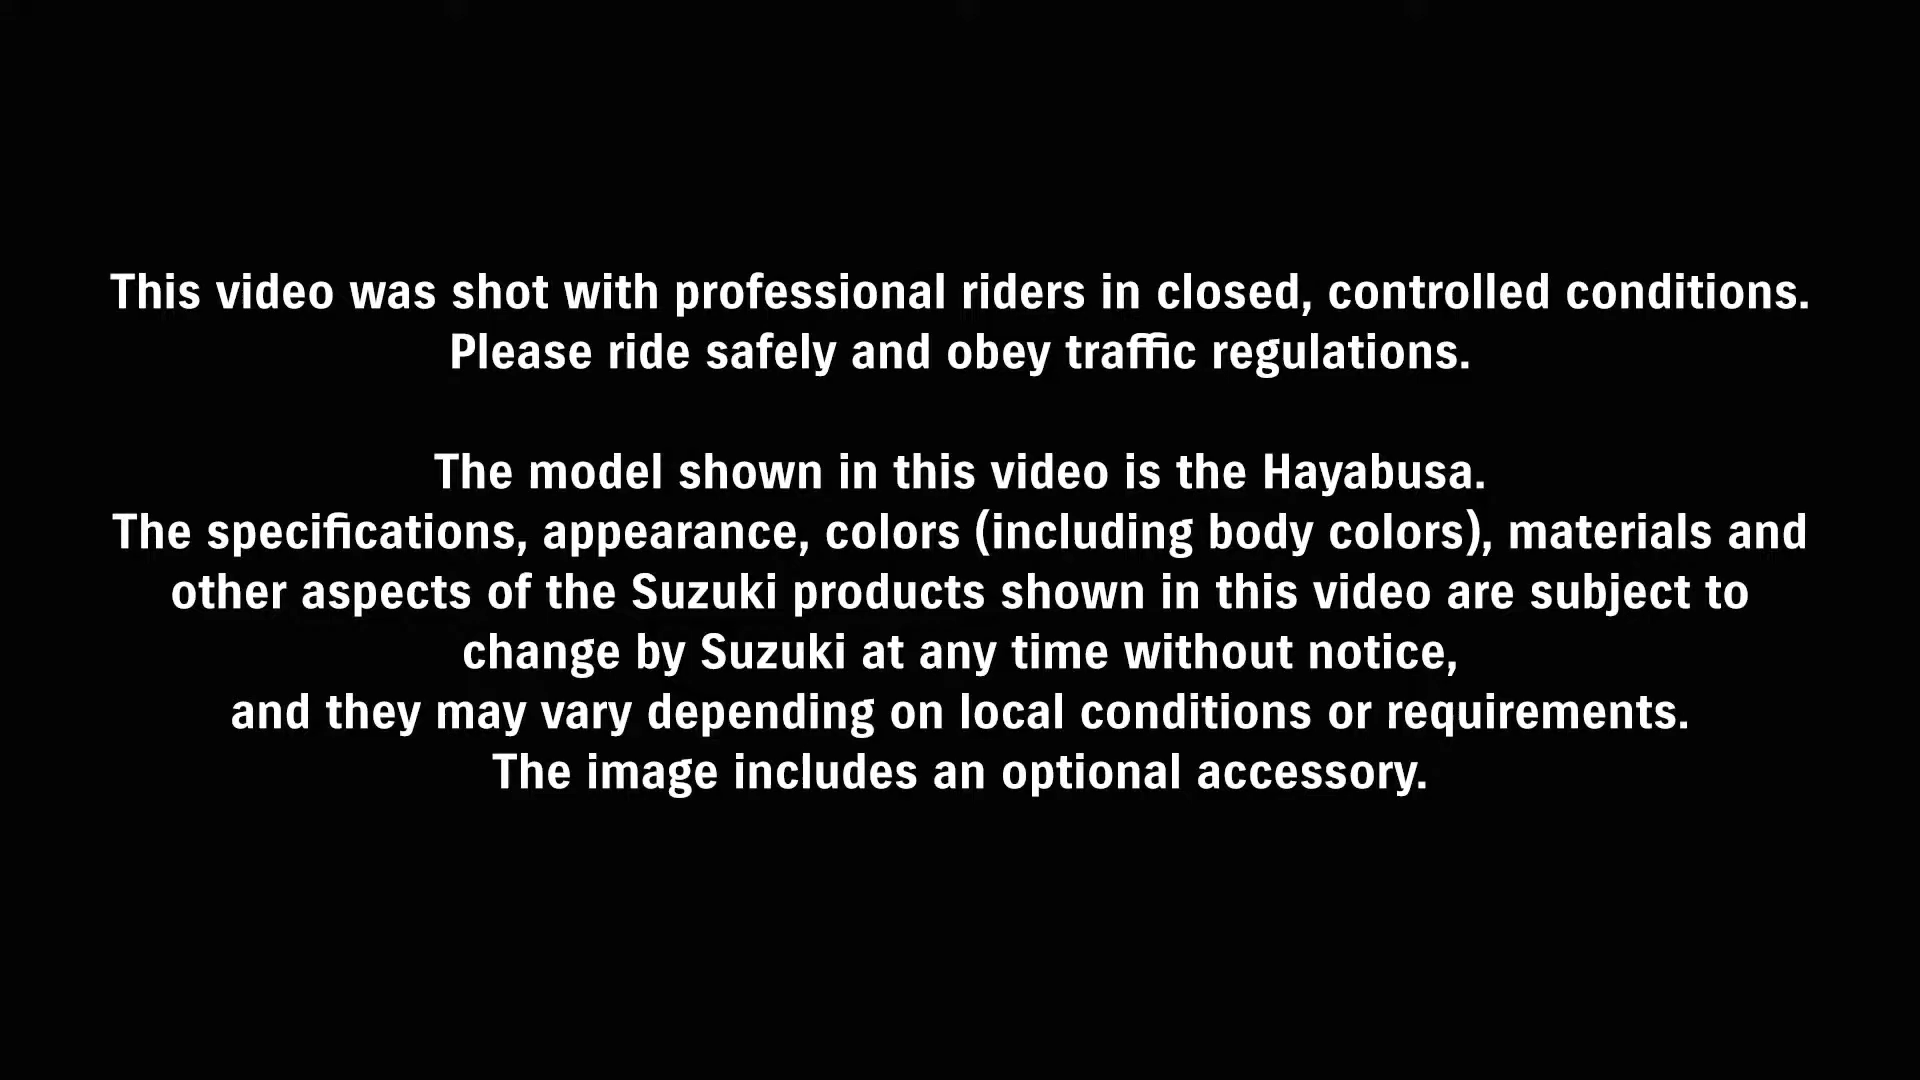 This video was shot with professional riders in closed, controlled conditions.
Please ride safely and obey traffic regulations.
The model shown in this video is the Hayabusa.
The specifications, appearance, colors (including body colors), materials and
other aspects of the Suzuki products shown in this video are subject to
change by Suzuki at any time without notice,
and they may vary depending on local conditions or requirements.
The image includes an optional accessory.